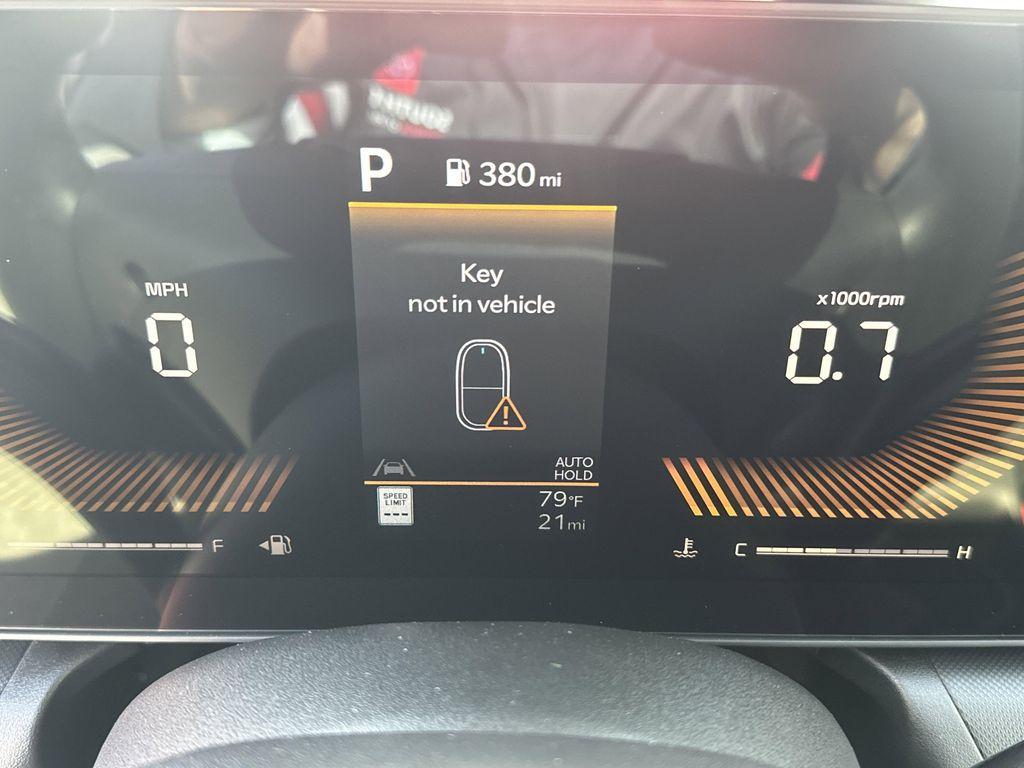 P 380 mi
Key
not in vehicle
MPH
0
x1000rpm
0.7
AUTO
HOLD
SPEED
LIMIT
---
79°F
21 mi
F
C H